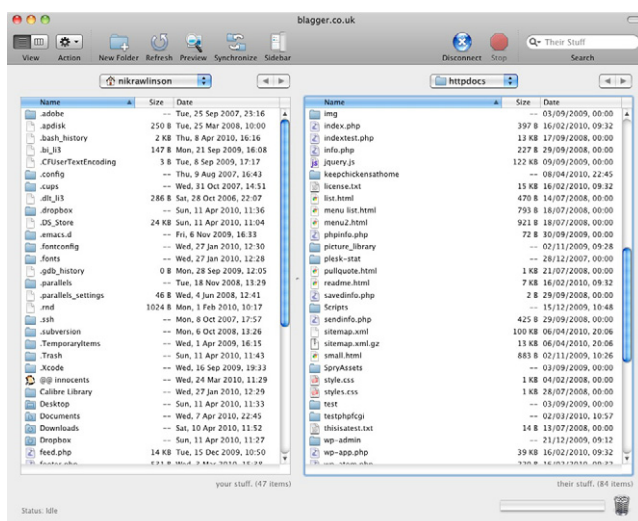 blagger.co.uk
Their Stuff
View Action New Folder Refresh Preview Synchronize Sidebar Disconnect Stop Search
nikrawlinson
httpdocs
Name Size Date
.adobe -- Tue, 25 Sep 2007, 23:16
.apdisk 250 B Tue, 25 Mar 2008, 10:00
.bash_history 2 KB Thu, 8 Apr 2010, 16:16
.bi_li3 147 B Mon, 21 Sep 2009, 16:08
.CFUserTextEncoding 3 B Tue, 8 Sep 2009, 17:17
.config -- Thu, 9 Aug 2007, 16:43
.cups -- Wed, 31 Oct 2007, 14:51
.dlt_li3 286 B Sat, 28 Oct 2006, 22:07
.dropbox -- Sun, 11 Apr 2010, 11:36
.DS_Store 24 KB Sun, 11 Apr 2010, 11:04
.emacs.d -- Fri, 6 Nov 2009, 16:33
.fontconfig -- Wed, 27 Jan 2010, 12:30
.fonts -- Wed, 27 Jan 2010, 12:28
.gdb_history 0 B Mon, 28 Sep 2009, 12:05
.parallels -- Tue, 18 Nov 2008, 13:29
.parallels_settings 46 B Wed, 4 Jun 2008, 12:41
.rnd 1024 B Mon, 1 Feb 2010, 10:17
.ssh -- Mon, 8 Oct 2007, 17:57
.subversion -- Mon, 6 Oct 2008, 13:26
.TemporaryItems -- Wed, 1 Apr 2009, 16:15
.Trash -- Sun, 11 Apr 2010, 11:43
.Xcode -- Wed, 16 Sep 2009, 19:33
@@ innocents -- Wed, 24 Mar 2010, 11:29
Calibre Library -- Wed, 27 Jan 2010, 12:29
Desktop -- Sun, 11 Apr 2010, 11:33
Documents -- Wed, 7 Apr 2010, 22:45
Downloads -- Sat, 10 Apr 2010, 11:52
Dropbox -- Sun, 11 Apr 2010, 11:27
feed.php 14 KB Tue, 15 Dec 2009, 10:50
your stuff. (47 items)
Name Size Date
img -- 03/09/2009, 00:00
index.php 397 B 16/02/2010, 09:32
indextest.php 13 KB 17/09/2008, 00:00
info.php 227 B 29/09/2008, 00:00
jquery.js 122 KB 09/09/2009, 00:00
keepchickensathome -- 08/04/2010, 22:45
license.txt 15 KB 16/02/2010, 09:32
list.html 470 B 14/07/2008, 00:00
menu list.html 793 B 18/07/2008, 00:00
menu2.html 921 B 18/07/2008, 00:00
phpinfo.php 72 B 30/09/2009, 00:00
picture_library -- 02/11/2009, 09:28
plesk-stat -- 28/12/2007, 00:00
pullquote.html 1 KB 21/07/2008, 00:00
readme.html 7 KB 16/02/2010, 09:32
savedinfo.php 2 B 29/09/2008, 00:00
Scripts -- 15/12/2009, 10:48
sendinfo.php 425 B 29/09/2008, 00:00
sitemap.xml 100 KB 06/04/2010, 20:06
sitemap.xml.gz 13 KB 06/04/2010, 20:06
small.html 883 B 02/11/2009, 10:26
SpryAssets -- 03/09/2009, 00:00
style.css 1 KB 04/02/2008, 00:00
styles.css 1 KB 28/07/2008, 00:00
test -- 03/09/2009, 00:00
testphpfcgi -- 02/03/2010, 10:57
thisisatest.txt 14 B 13/07/2008, 00:00
wp-admin -- 21/12/2009, 09:12
wp-app.php 39 KB 16/02/2010, 09:32
their stuff. (84 items)
Status: Idle